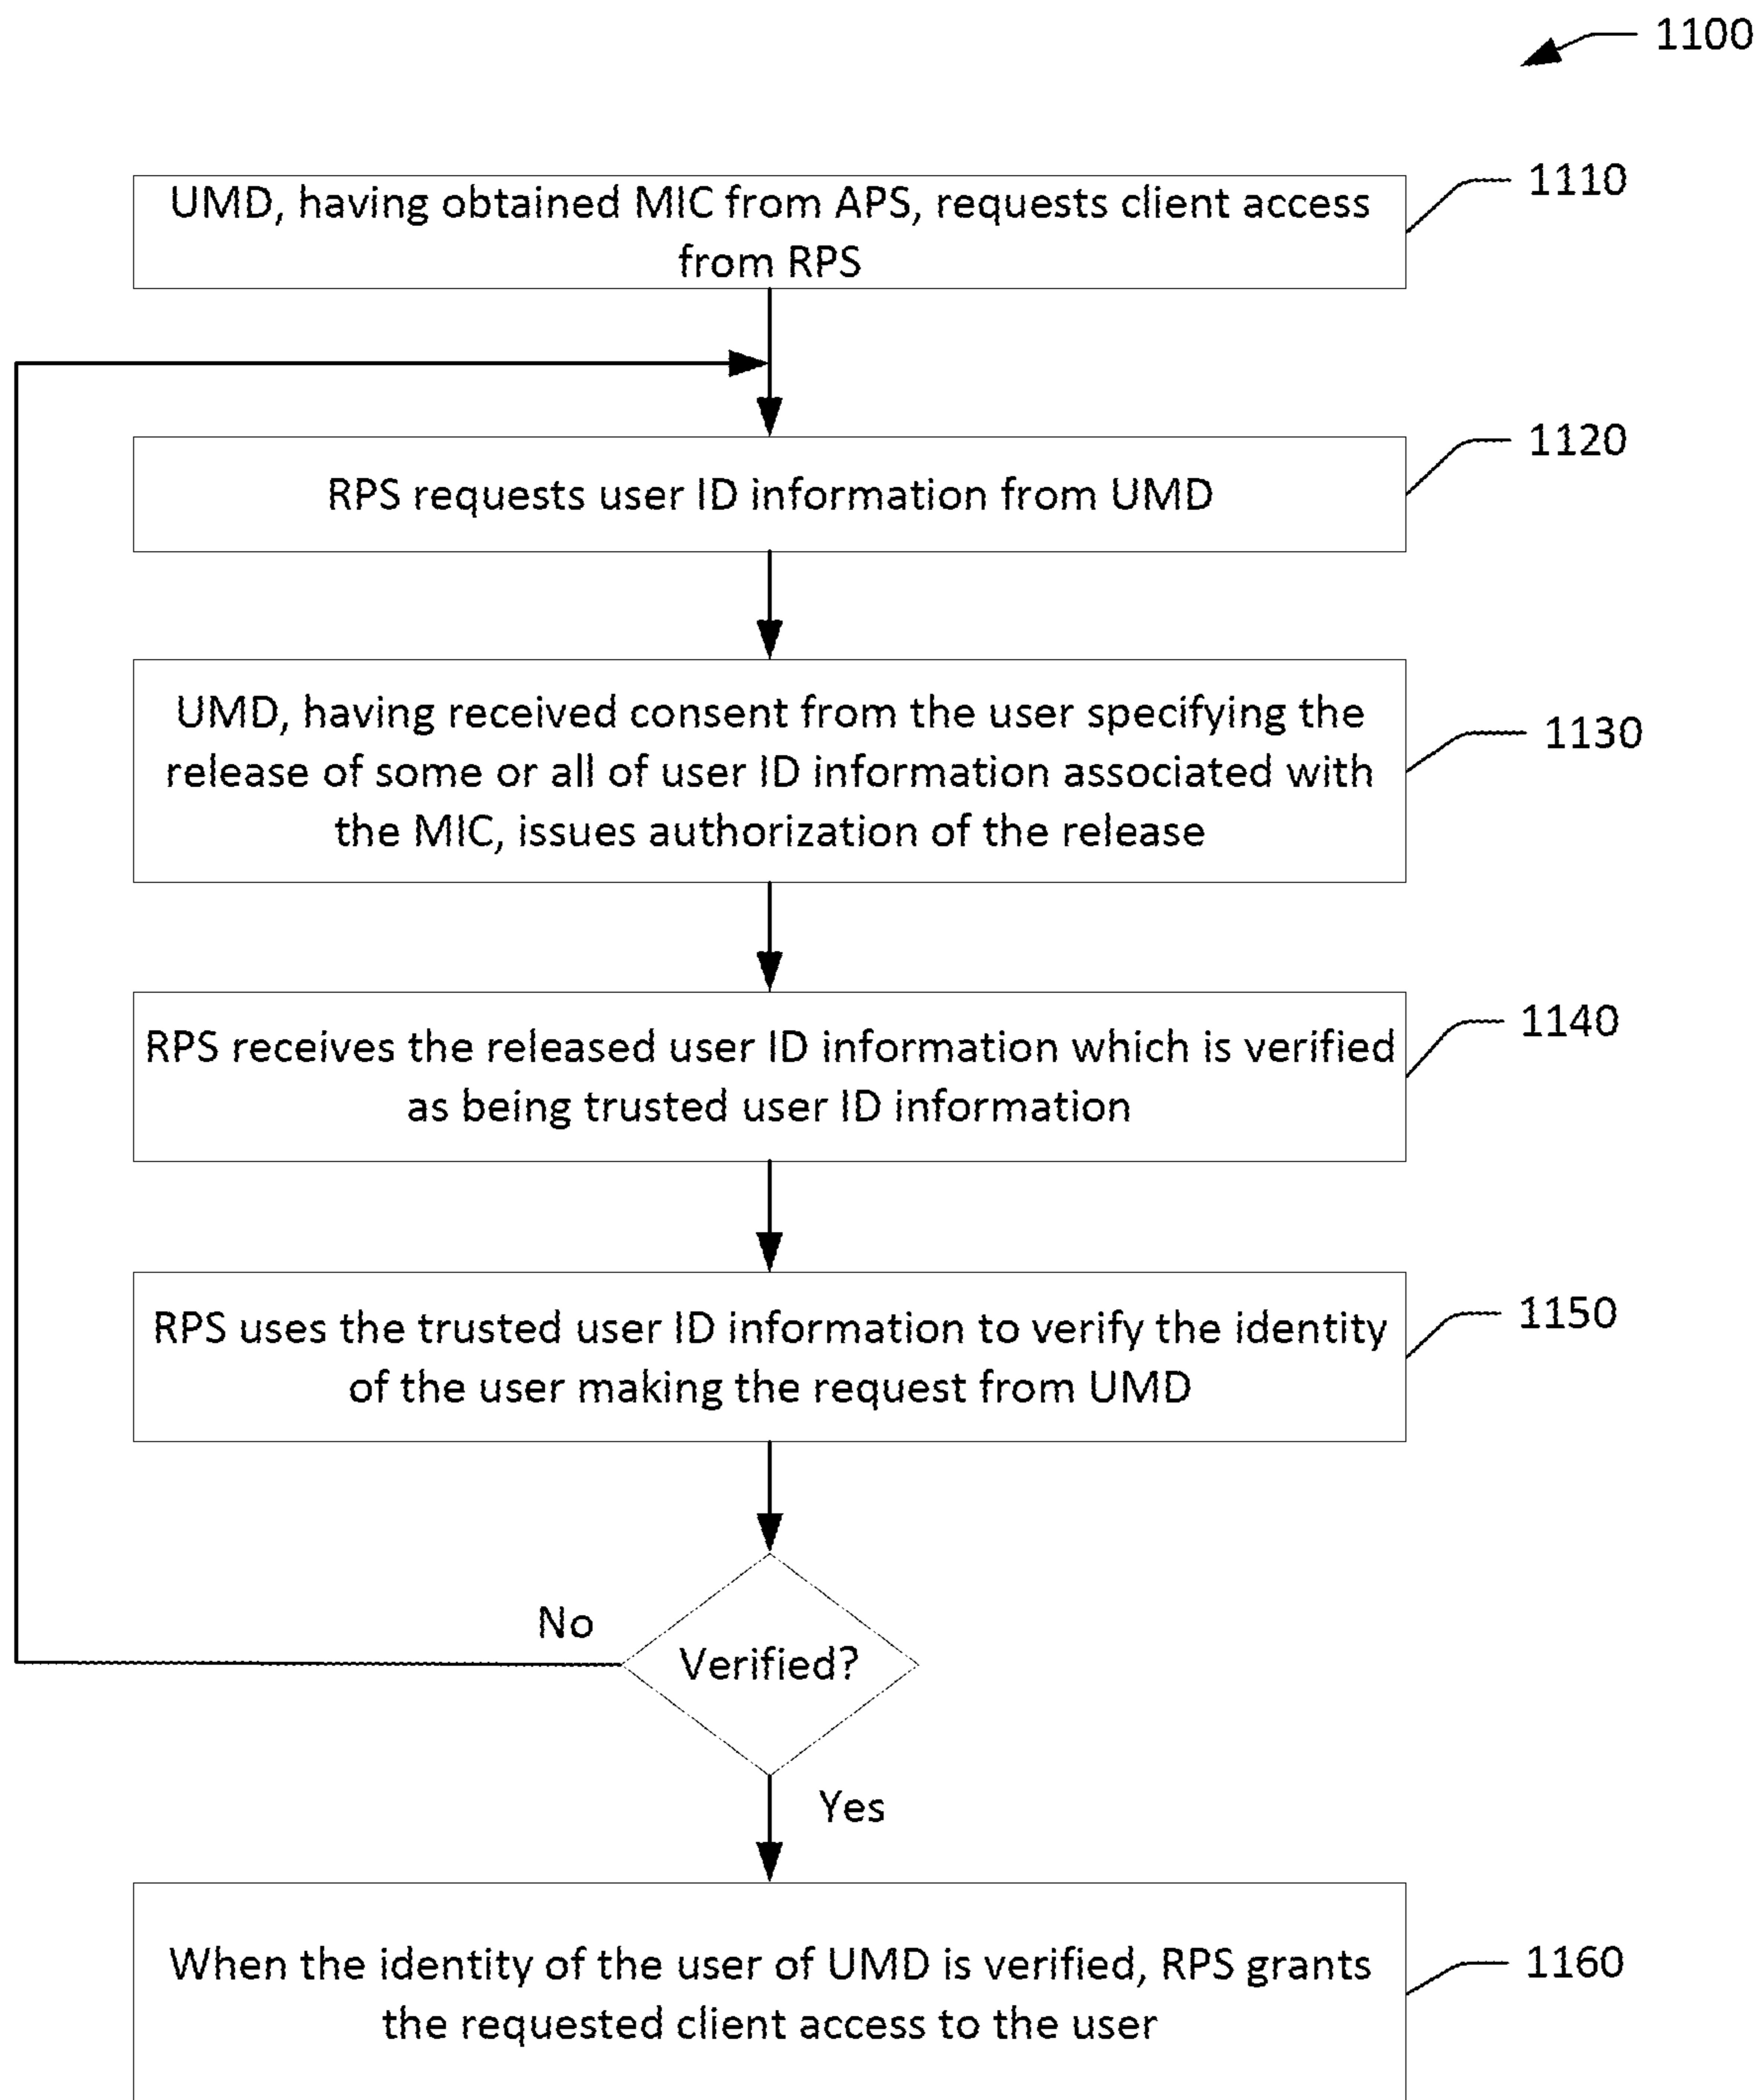 1100
UMD, having obtained MIC from APS, requests client access
from RPS
1110
RPS requests user ID information from UMD
1120
UMD, having received consent from the user specifying the
release of some or all of user ID information associated with
the MIC, issues authorization of the release
1130
RPS receives the released user ID information which is verified
as being trusted user ID information
1140
RPS uses the trusted user ID information to verify the identity
of the user making the request from UMD
1150
No
Verified?
Yes
When the identity of the user of UMD is verified, RPS grants
the requested client access to the user
1160